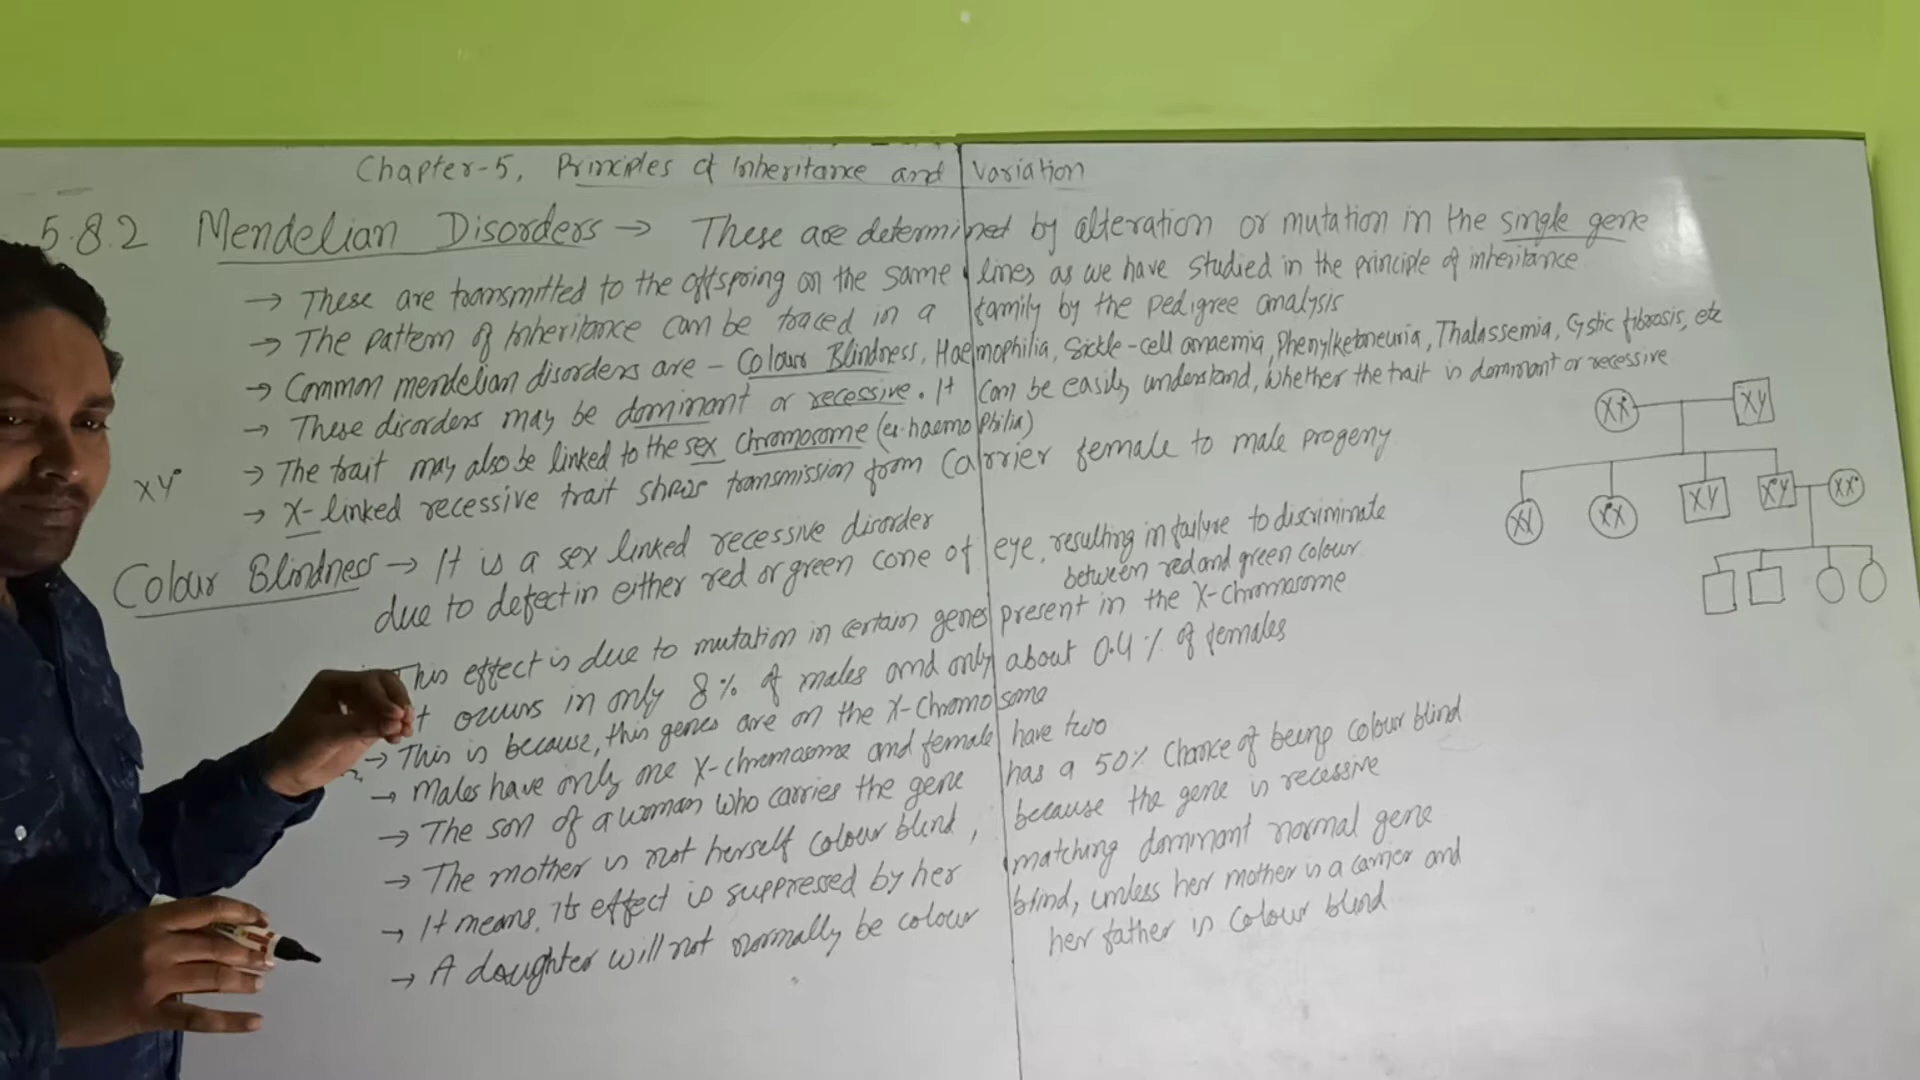 Chapter-5, Principles of Inheritance and Variation
5.8.2 Mendelian Disorders → These are determined by alteration or mutation in the single gene
→ These are transmitted to the offspring on the same lines as we have studied in the principle of inheritance
→ The pattern of Inheritance can be traced in a family by the pedigree analysis
→ Common mendelian disorders are - Colour Blindness, Haemophilia, Sickle-cell anaemia, Phenylketoneuria, Thalassemia, Cystic fibrosis, etc
→ These disorders may be dominant or recessive. It can be easily understand, whether the trait is dominant or recessive
→ The trait may also be linked to the sex chromosome (ex-haemophilia)
→ X-linked recessive trait shows transmission from carrier female to male progeny
XY°
Colour Blindness → It is a sex linked recessive disorder
due to defect in either red or green cone of eye, resulting in failure to discriminate
between red and green colour
This effect is due to mutation in certain genes present in the X-chromosome
t occurs in only 8% of males and only about 0.4% of females
→ This is because, this genes are on the X-chromosome
→ Males have only one X-chromosome and female have two
→ The son of a woman who carries the gene has a 50% chance of being colour blind
→ The mother is not herself colour blind, because the gene is recessive
→ It means, its effect is suppressed by her matching dominant normal gene
→ A daughter will not normally be colour blind, unless her mother is a carrier and
her father is colour blind
XX° XY
XX X°X XY X°Y XX°